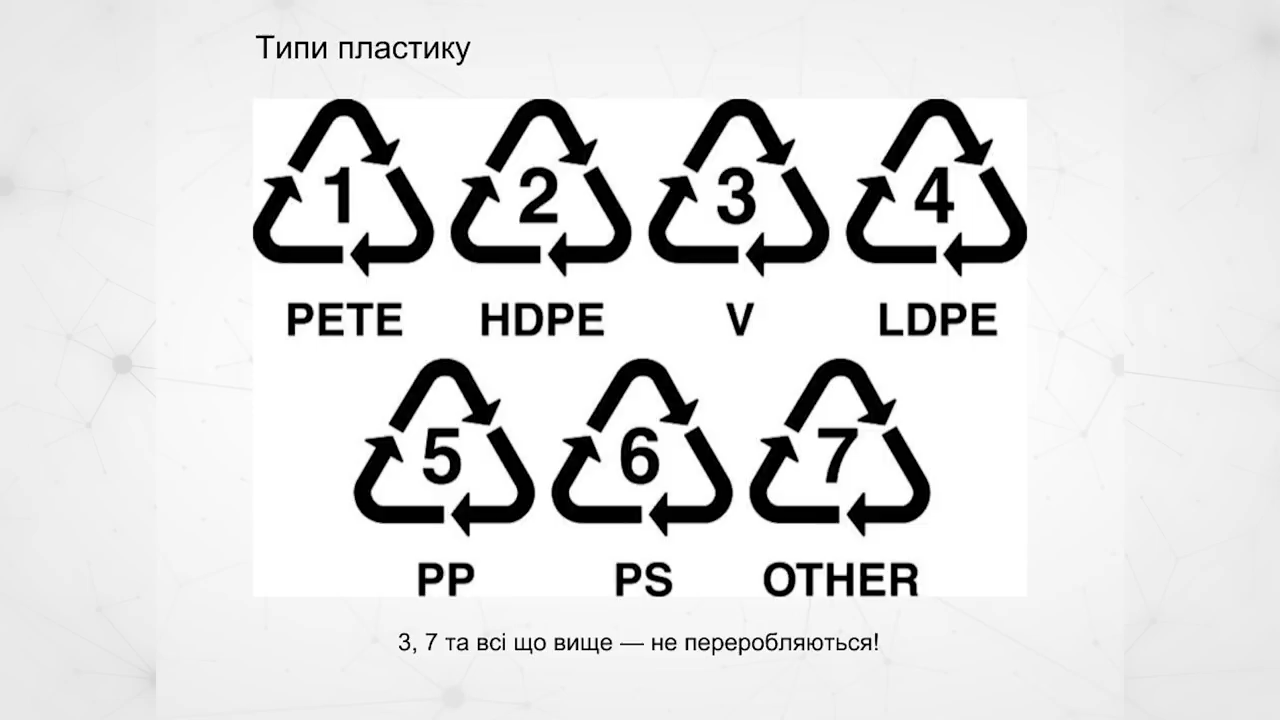 Типи пластику
1 2 3 4
PETE HDPE V LDPE
5 6 7
PP PS OTHER
3, 7 та всі що вище — не переробляються!